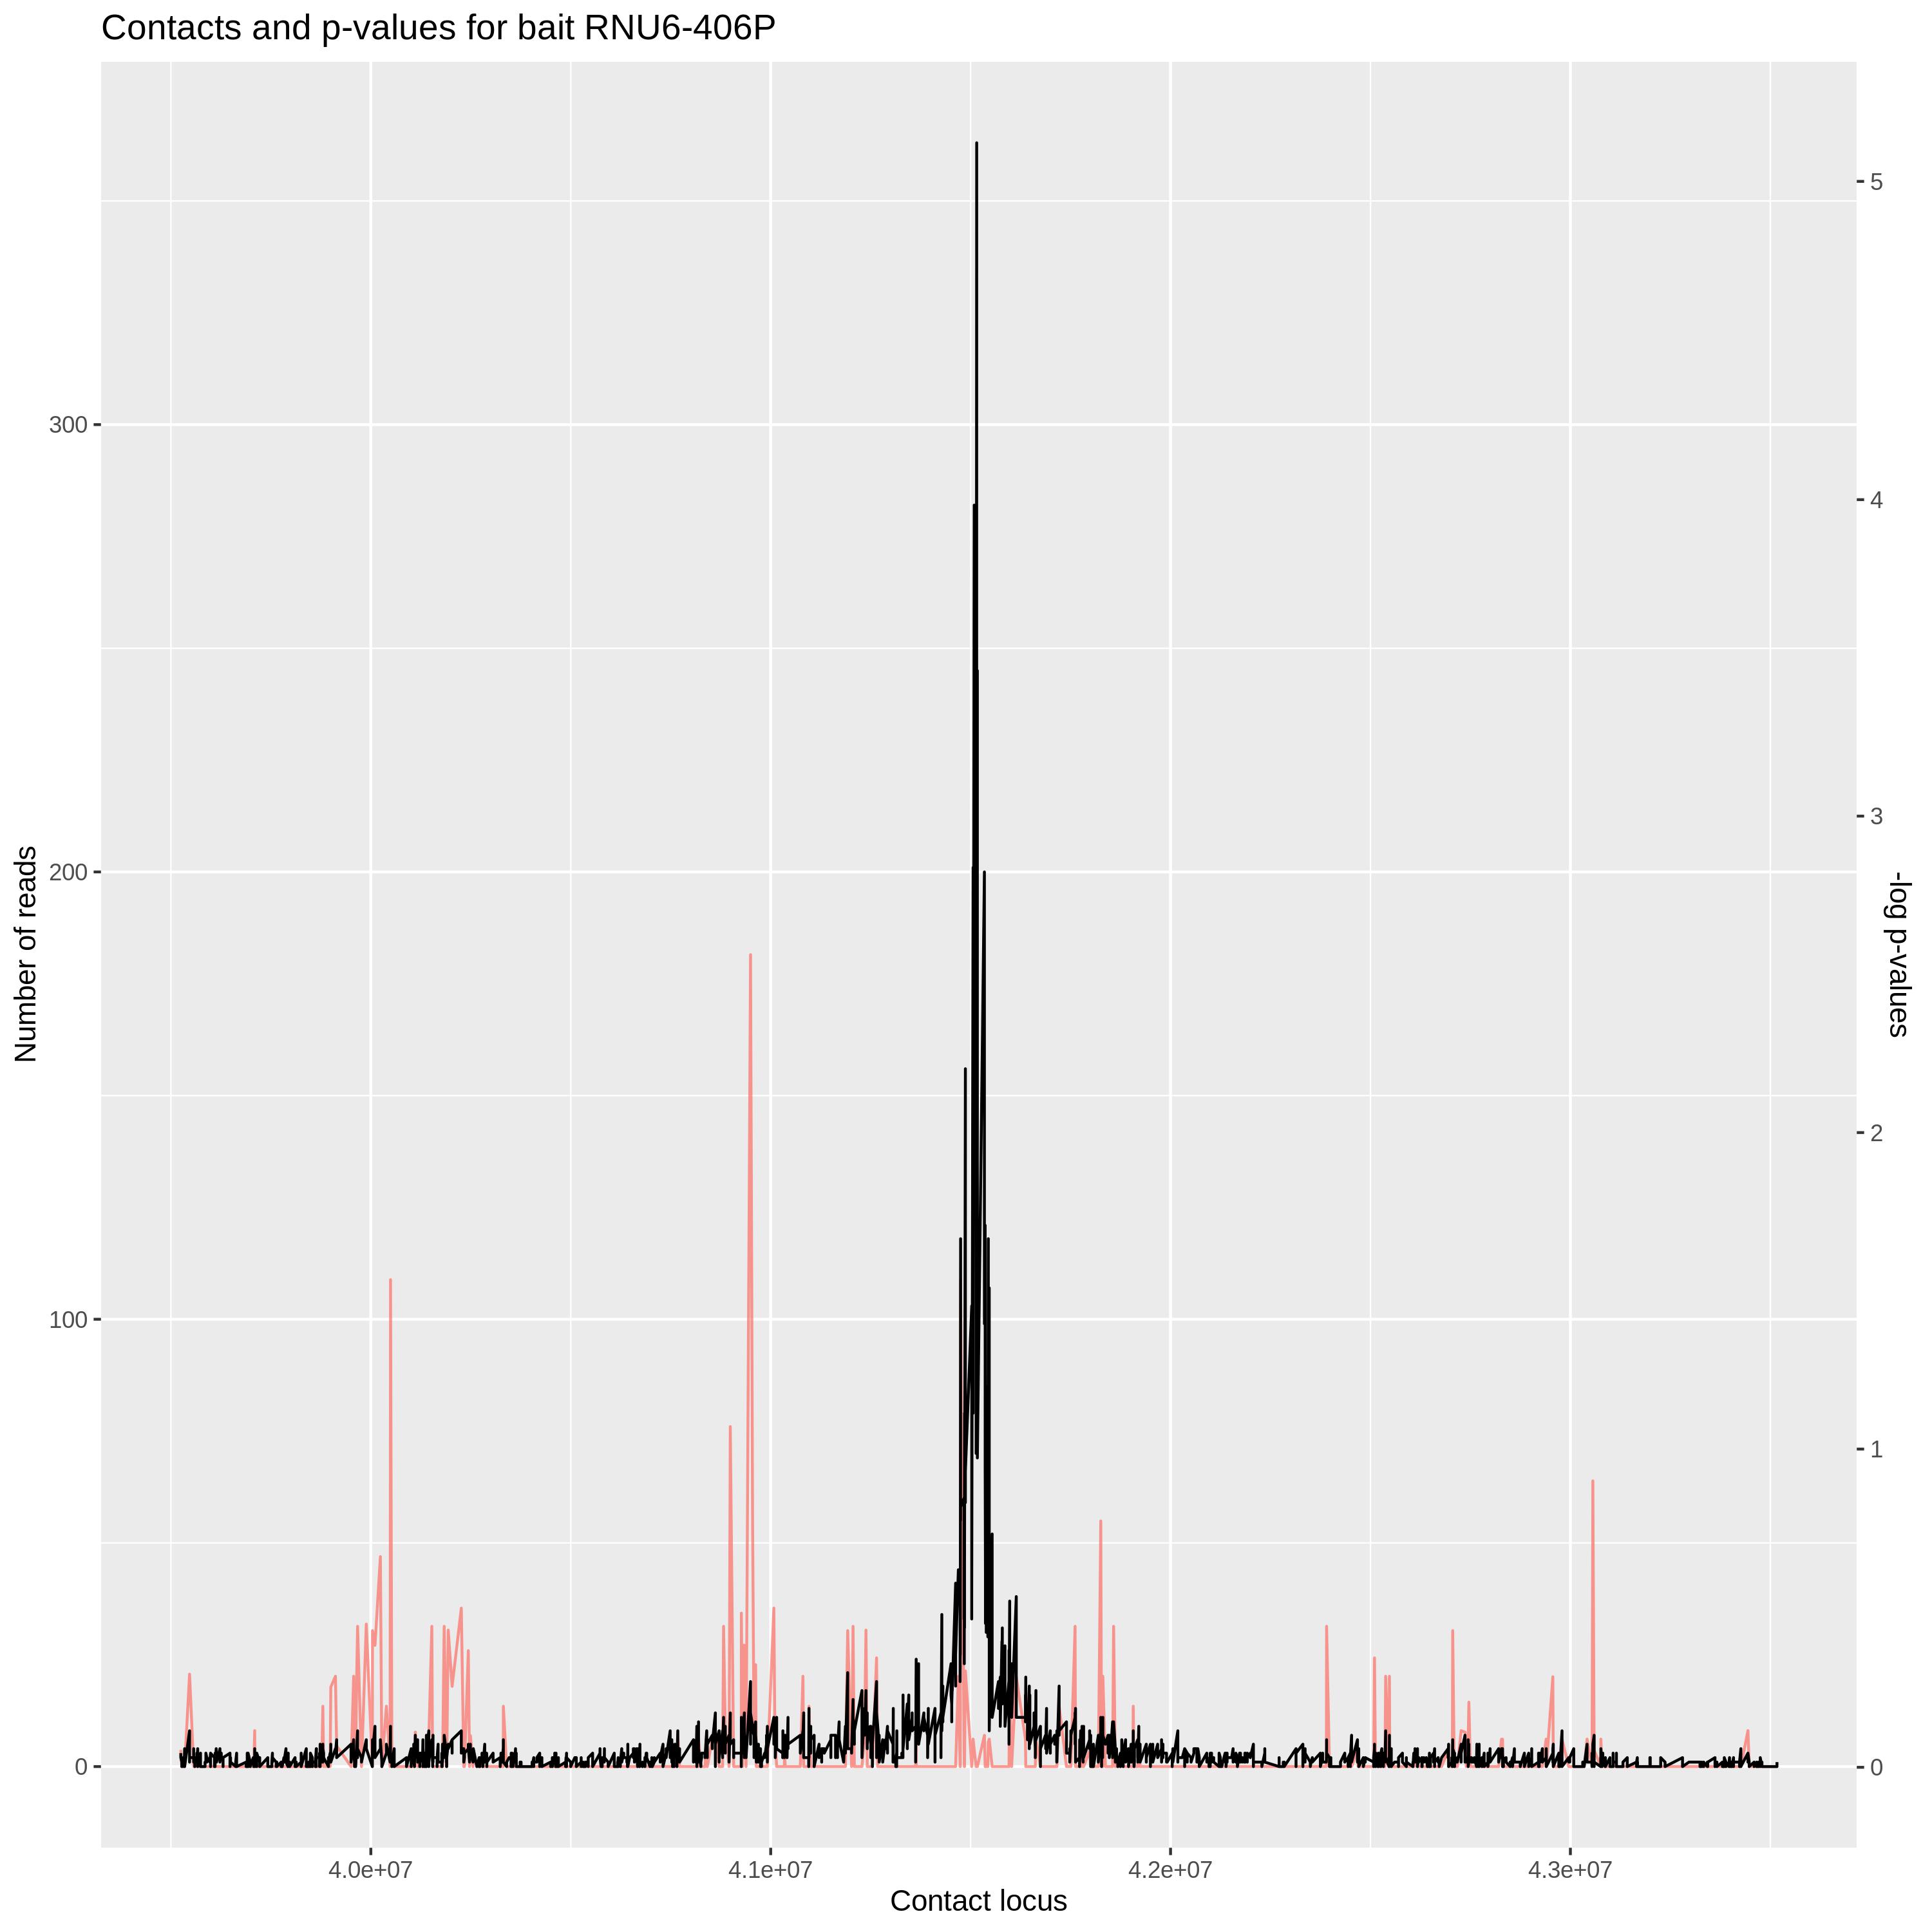 Contacts and p-values for bait RNU6-406P
Number of reads
300
200
100
0
5
4
3
2
1
0
-log p-values
4.0e+07 4.1e+07 4.2e+07 4.3e+07
Contact locus